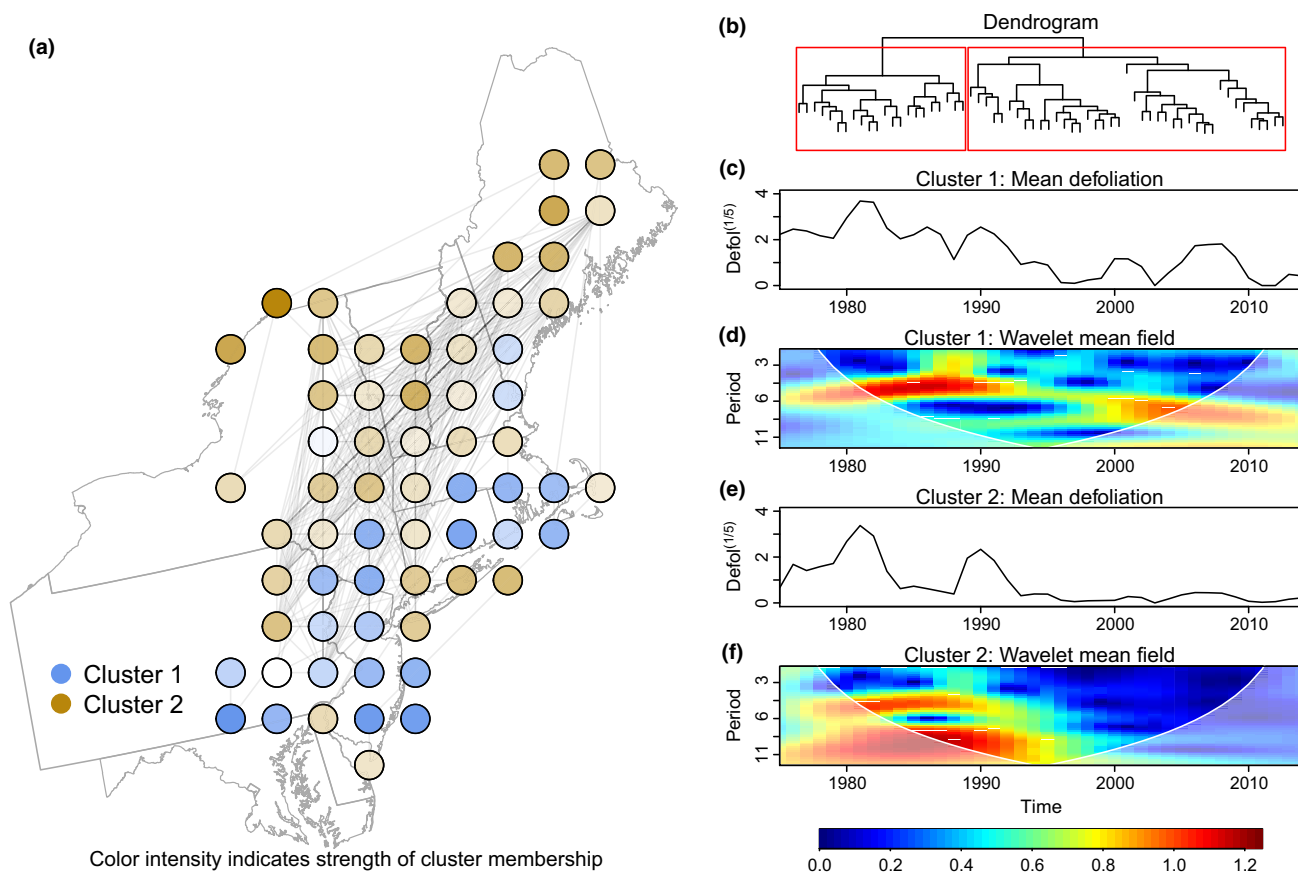 (a)
Cluster 1
Cluster 2
Color intensity indicates strength of cluster membership
(b)
Dendrogram
(c)
Cluster 1: Mean defoliation
Defol(1/5)
4
2
0
1980 1990 2000 2010
(d)
Cluster 1: Wavelet mean field
Period
3
6
11
1980 1990 2000 2010
(e)
Cluster 2: Mean defoliation
Defol(1/5)
4
2
0
1980 1990 2000 2010
(f)
Cluster 2: Wavelet mean field
Period
3
6
11
1980 1990 2000 2010
Time
0.0 0.2 0.4 0.6 0.8 1.0 1.2